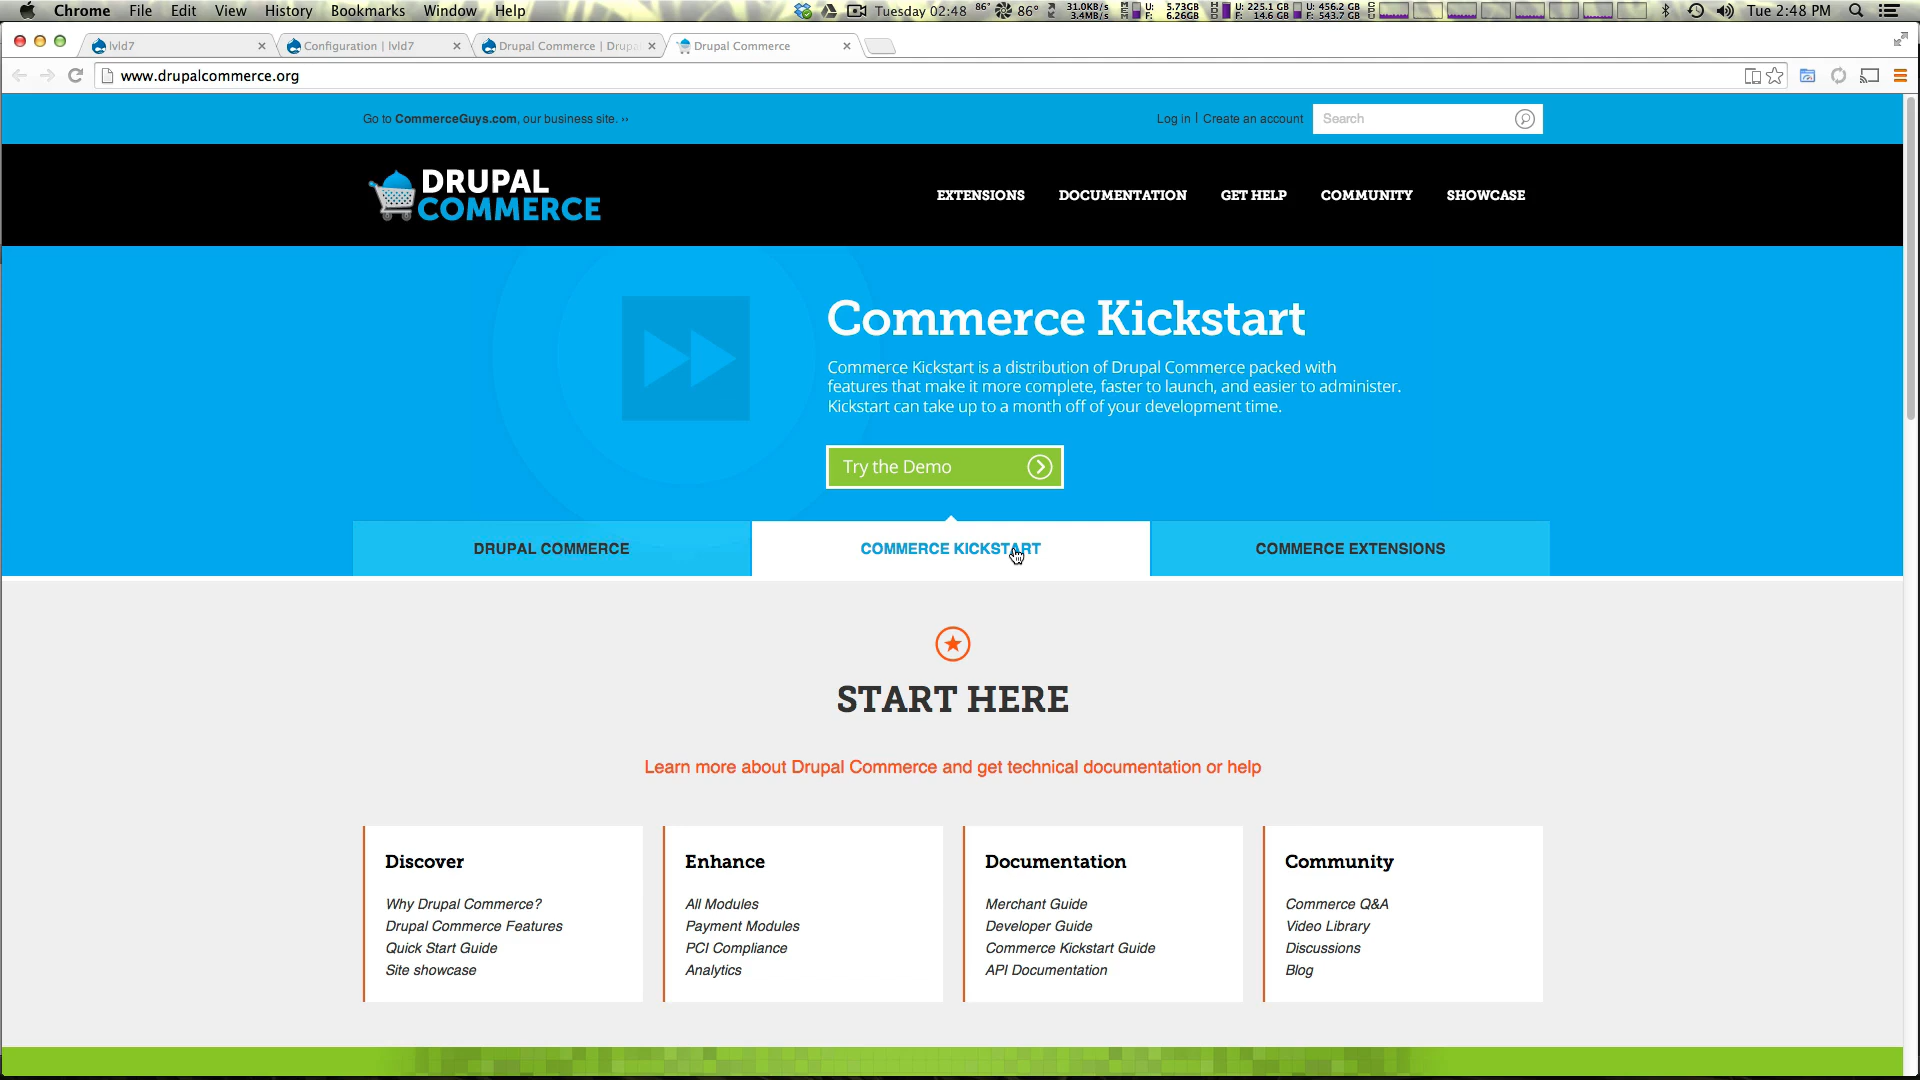 Chrome File Edit View History Bookmarks Window Help
Tuesday 02:48 86° 86° 31.0KB/s 3.4MB/s U: 5.73GB F: 6.26GB U: 225.1 GB F: 14.6 GB U: 456.2 GB F: 543.7 GB Tue 2:48 PM
lvld7
Configuration | lvld7
Drupal Commerce | Drupa
Drupal Commerce
www.drupalcommerce.org
Go to CommerceGuys.com, our business site. ››
Log in | Create an account
Search
DRUPAL
COMMERCE
EXTENSIONS DOCUMENTATION GET HELP COMMUNITY SHOWCASE
Commerce Kickstart
Commerce Kickstart is a distribution of Drupal Commerce packed with
features that make it more complete, faster to launch, and easier to administer.
Kickstart can take up to a month off of your development time.
Try the Demo
DRUPAL COMMERCE
COMMERCE KICKSTART
COMMERCE EXTENSIONS
START HERE
Learn more about Drupal Commerce and get technical documentation or help
Discover
Why Drupal Commerce?
Drupal Commerce Features
Quick Start Guide
Site showcase
Enhance
All Modules
Payment Modules
PCI Compliance
Analytics
Documentation
Merchant Guide
Developer Guide
Commerce Kickstart Guide
API Documentation
Community
Commerce Q&A
Video Library
Discussions
Blog